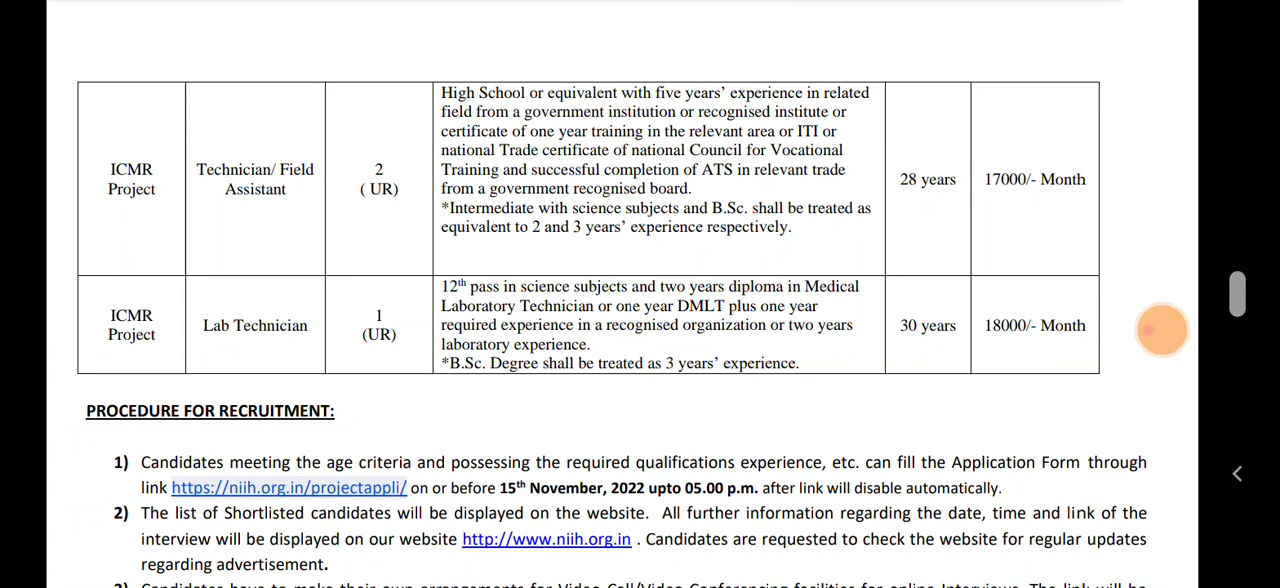 High School or equivalent with five years’ experience in related
field from a government institution or recognised institute or
certificate of one year training in the relevant area or ITI or
national Trade certificate of national Council for Vocational
Training and successful completion of ATS in relevant trade
from a government recognised board.
*Intermediate with science subjects and B.Sc. shall be treated as
equivalent to 2 and 3 years’ experience respectively.
ICMR
Project
Technician/ Field
Assistant
2
( UR)
28 years
17000/- Month
ICMR
Project
Lab Technician
1
(UR)
12th pass in science subjects and two years diploma in Medical
Laboratory Technician or one year DMLT plus one year
required experience in a recognised organization or two years
laboratory experience.
*B.Sc. Degree shall be treated as 3 years’ experience.
30 years
18000/- Month
PROCEDURE FOR RECRUITMENT:
1) Candidates meeting the age criteria and possessing the required qualifications experience, etc. can fill the Application Form through
link https://niih.org.in/projectappli/ on or before 15th November, 2022 upto 05.00 p.m. after link will disable automatically.
2) The list of Shortlisted candidates will be displayed on the website. All further information regarding the date, time and link of the
interview will be displayed on our website http://www.niih.org.in . Candidates are requested to check the website for regular updates
regarding advertisement.